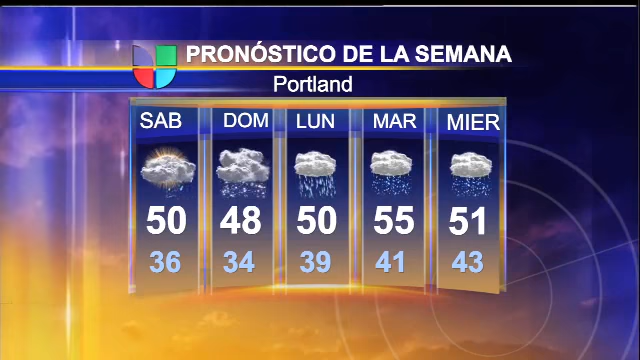 PRONÓSTICO DE LA SEMANA
Portland
SAB DOM LUN MAR MIER
50 48 50 55 51
36 34 39 41 43